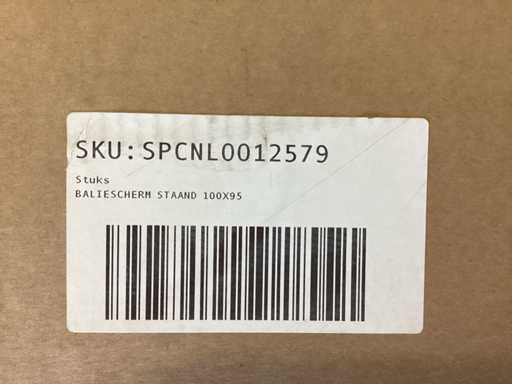 SKU:SPCNL0012579
Stuks
BALIESCHERM STAAND 100X95